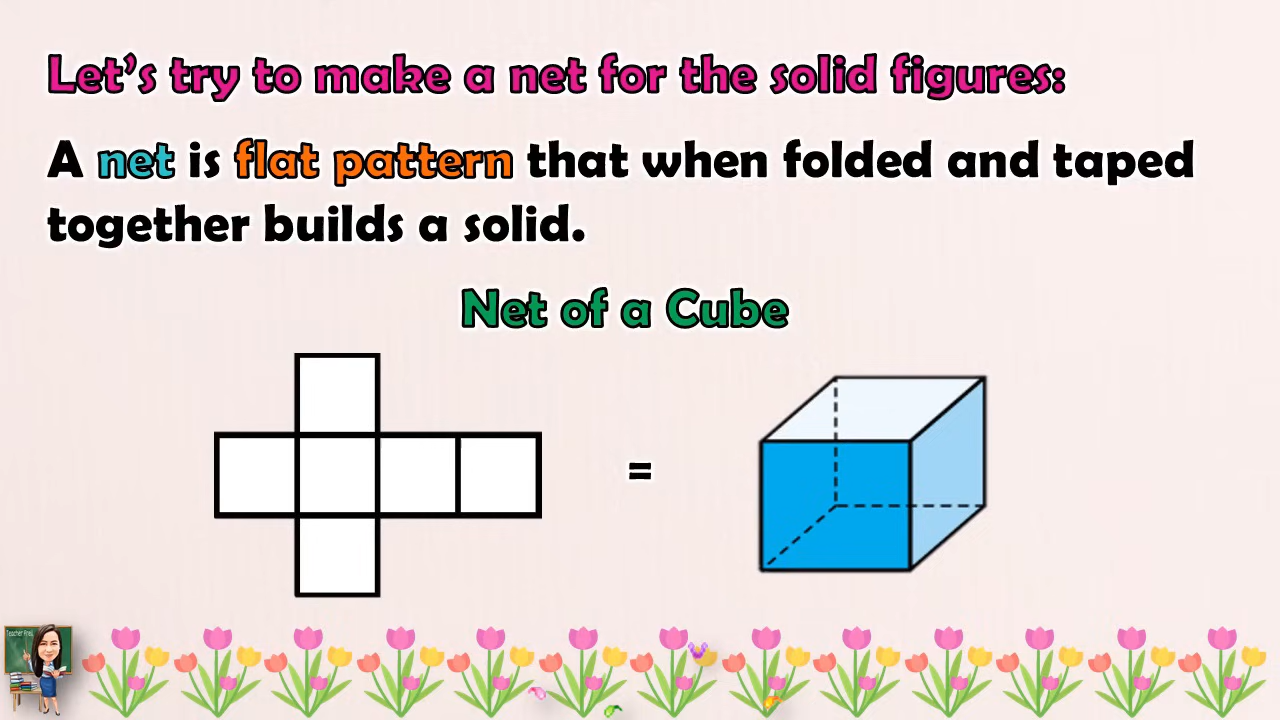 Let's try to make a net for the solid figures:
A net is flat pattern that when folded and taped
together builds a solid.
Net of a Cube
=